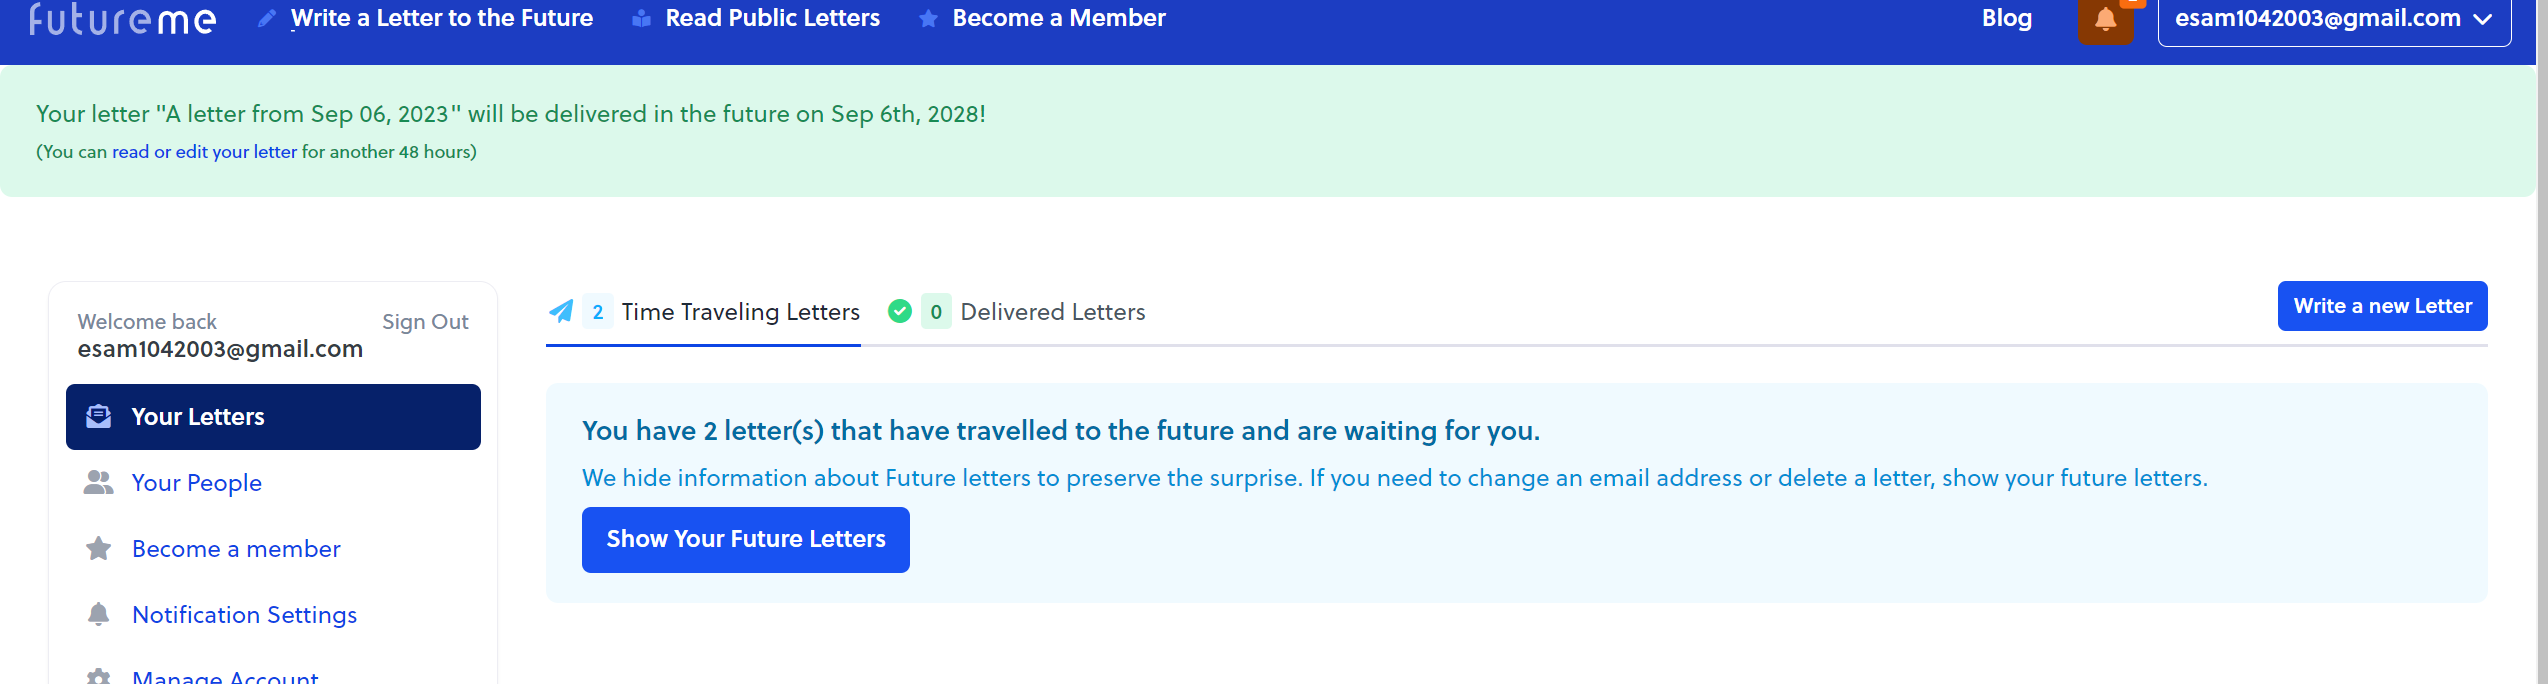 futureme
Write a Letter to the Future
Read Public Letters
Become a Member
Blog
esam1042003@gmail.com
Your letter "A letter from Sep 06, 2023" will be delivered in the future on Sep 6th, 2028!
(You can read or edit your letter for another 48 hours)
Welcome back
Sign Out
esam1042003@gmail.com
Your Letters
Your People
Become a member
Notification Settings
Manage Account
2 Time Traveling Letters
0 Delivered Letters
Write a new Letter
You have 2 letter(s) that have travelled to the future and are waiting for you.
We hide information about Future letters to preserve the surprise. If you need to change an email address or delete a letter, show your future letters.
Show Your Future Letters